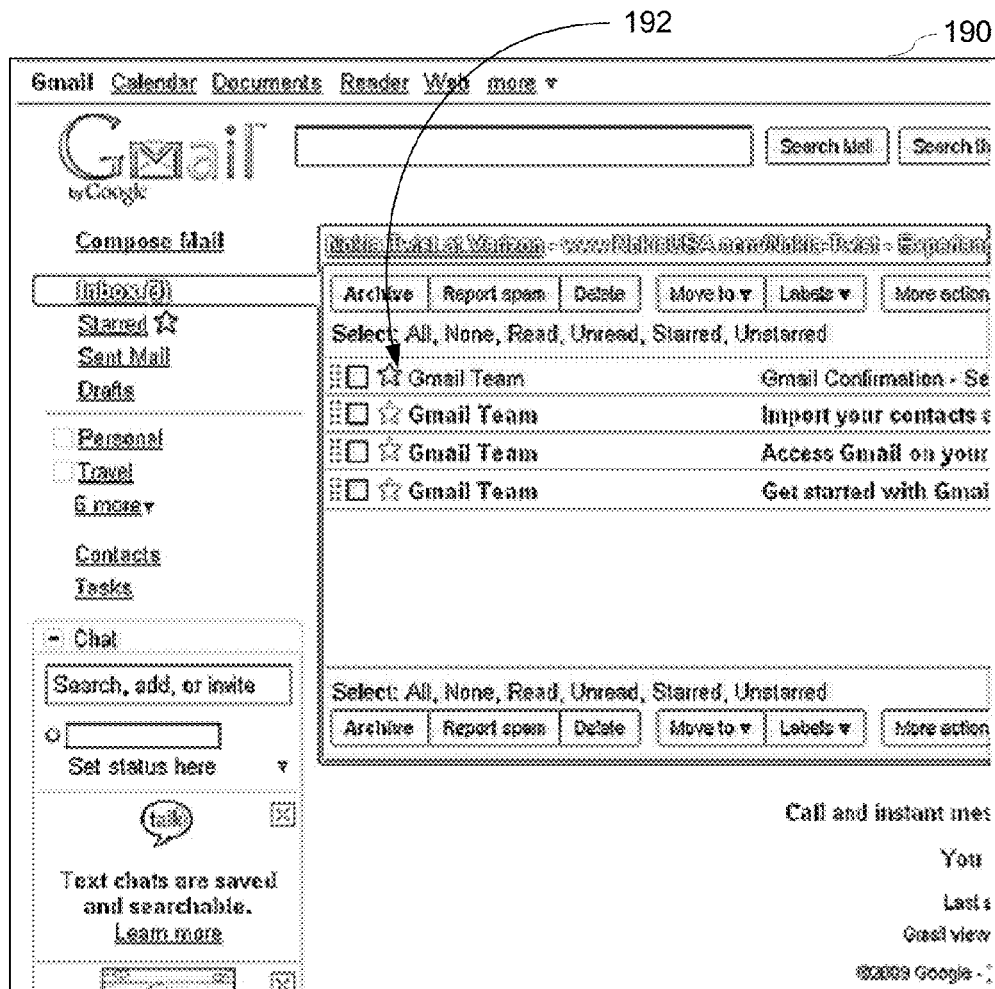 192
190
Gmail Calendar Documents Reader Web more ▾
Gmail
by Google
Search Mail Search th
Compose Mail
Inbox (3)
Starred
Sent Mail
Drafts
Personal
Travel
6 more▾
Contacts
Tasks
Archive Report spam Delete Move to ▾ Labels ▾ More action
Select: All, None, Read, Unread, Starred, Unstarred
Gmail Team Gmail Confirmation - Se
Gmail Team Import your contacts
Gmail Team Access Gmail on your
Gmail Team Get started with Gmai
Select: All, None, Read, Unread, Starred, Unstarred
Archive Report spam Delete Move to ▾ Labels ▾ More action
– Chat
Search, add, or invite
Set status here ▾
talk
Text chats are saved
and searchable.
Learn more
Call and instant mes
You
Last
Gmail view
©2009 Google -